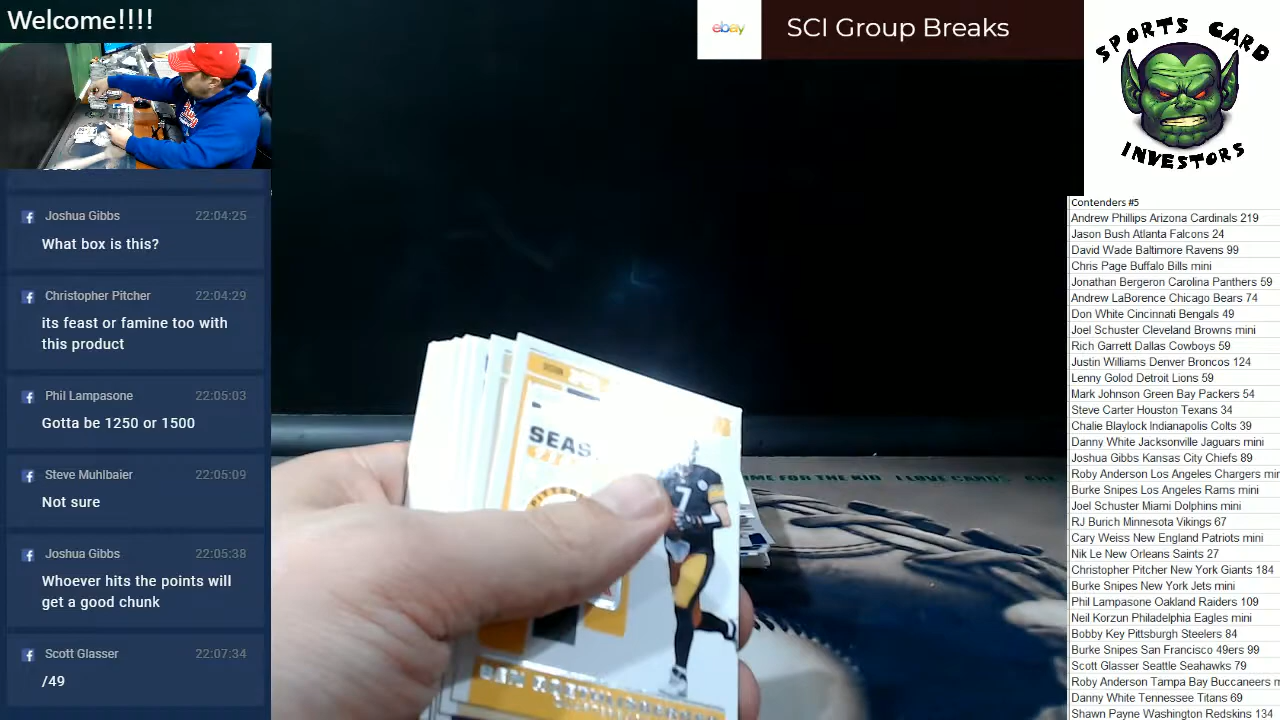 Welcome!!!!
ebay
SCI Group Breaks
SPORTS CARD
INVESTORS
Joshua Gibbs 22:04:25
What box is this?
Christopher Pitcher 22:04:29
its feast or famine too with
this product
Phil Lampasone 22:05:03
Gotta be 1250 or 1500
Steve Muhlbaier 22:05:09
Not sure
Joshua Gibbs 22:05:38
Whoever hits the points will
get a good chunk
Scott Glasser 22:07:34
/49
SEAS
7
I LOVE CARDS
FOR THE KID
Contenders #5
Andrew Phillips Arizona Cardinals 219
Jason Bush Atlanta Falcons 24
David Wade Baltimore Ravens 99
Chris Page Buffalo Bills mini
Jonathan Bergeron Carolina Panthers 59
Andrew LaBorence Chicago Bears 74
Don White Cincinnati Bengals 49
Joel Schuster Cleveland Browns mini
Rich Garrett Dallas Cowboys 59
Justin Williams Denver Broncos 124
Lenny Golod Detroit Lions 59
Mark Johnson Green Bay Packers 54
Steve Carter Houston Texans 34
Chalie Blaylock Indianapolis Colts 39
Danny White Jacksonville Jaguars mini
Joshua Gibbs Kansas City Chiefs 89
Roby Anderson Los Angeles Chargers mir
Burke Snipes Los Angeles Rams mini
Joel Schuster Miami Dolphins mini
RJ Burich Minnesota Vikings 67
Cary Weiss New England Patriots mini
Nik Le New Orleans Saints 27
Christopher Pitcher New York Giants 184
Burke Snipes New York Jets mini
Phil Lampasone Oakland Raiders 109
Neil Korzun Philadelphia Eagles mini
Bobby Key Pittsburgh Steelers 84
Burke Snipes San Francisco 49ers 99
Scott Glasser Seattle Seahawks 79
Roby Anderson Tampa Bay Buccaneers m
Danny White Tennessee Titans 69
Shawn Payne Washington Redskins 134